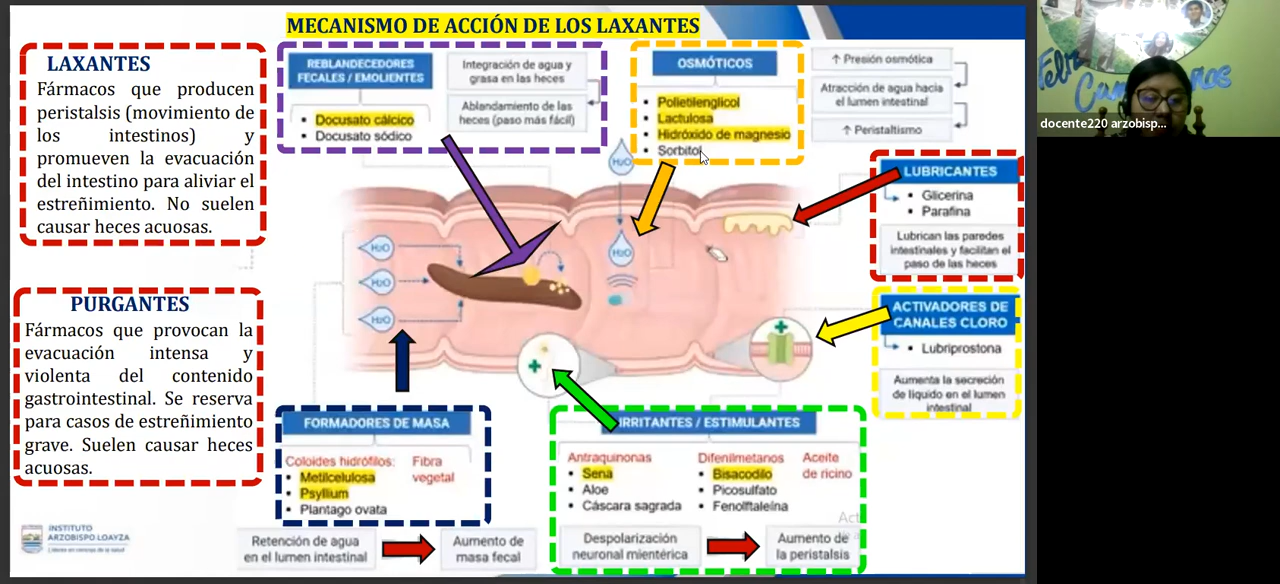 MECANISMO DE ACCIÓN DE LOS LAXANTES
LAXANTES
Fármacos que producen
peristalsis (movimiento de
los intestinos) y
promueven la evacuación
del intestino para aliviar el
estreñimiento. No suelen
causar heces acuosas.
PURGANTES
Fármacos que provocan la
evacuación intensa y
violenta del contenido
gastrointestinal. Se reserva
para casos de estreñimiento
grave. Suelen causar heces
acuosas.
REBLANDECEDORES
FECALES / EMOLIENTES
• Docusato cálcico
• Docusato sódico
Integración de agua y
grasa en las heces
Ablandamiento de las
heces (paso más fácil)
OSMÓTICOS
• Polietilenglicol
• Lactulosa
• Hidróxido de magnesio
• Sorbitol
↑ Presión osmótica
Atracción de agua hacia
el lumen intestinal
↑ Peristaltismo
LUBRICANTES
• Glicerina
• Parafina
Lubrican las paredes
intestinales y facilitan el
paso de las heces
ACTIVADORES DE
CANALES CLORO
• Lubriprostona
Aumenta la secreción
de líquido en el lumen
intestinal
H₂O
H₂O
H₂O
H₂O
H₂O
FORMADORES DE MASA
Coloides hidrófilos:
• Metilcelulosa
• Psyllium
• Plantago ovata
Fibra
vegetal
Retención de agua
en el lumen intestinal
Aumento de
masa fecal
IRRITANTES / ESTIMULANTES
Antraquinonas
• Sena
• Aloe
• Cáscara sagrada
Difenilmetanos
• Bisacodilo
• Picosulfato
• Fenolftaleína
Aceite
de ricino
Despolarización
neuronal mientérica
Aumento de
la peristalsis
INSTITUTO
ARZOBISPO LOAYZA
docente220 arzobisp...